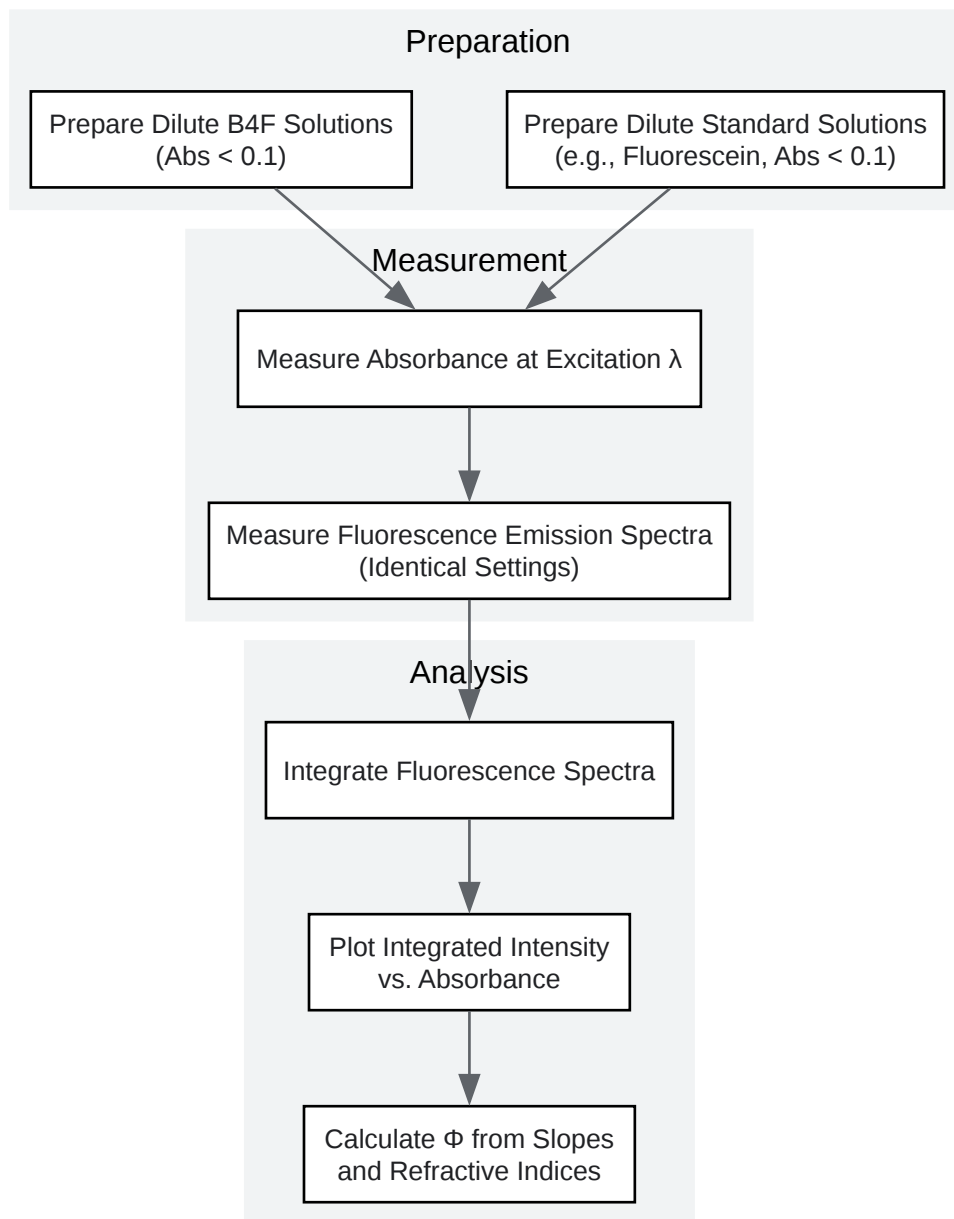 Preparation
Prepare Dilute B4F Solutions
(Abs < 0.1)
Prepare Dilute Standard Solutions
(e.g., Fluorescein, Abs < 0.1)
Measurement
Measure Absorbance at Excitation λ
Measure Fluorescence Emission Spectra
(Identical Settings)
Analysis
Integrate Fluorescence Spectra
Plot Integrated Intensity
vs. Absorbance
Calculate Φ from Slopes
and Refractive Indices